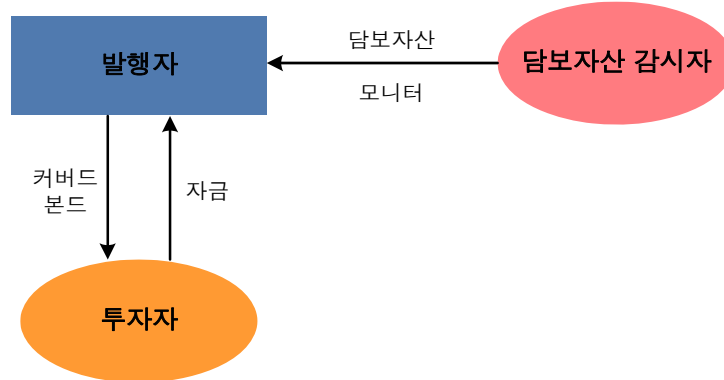 발행자
담보자산
모니터
담보자산 감시자
커버드
본드
자금
투자자